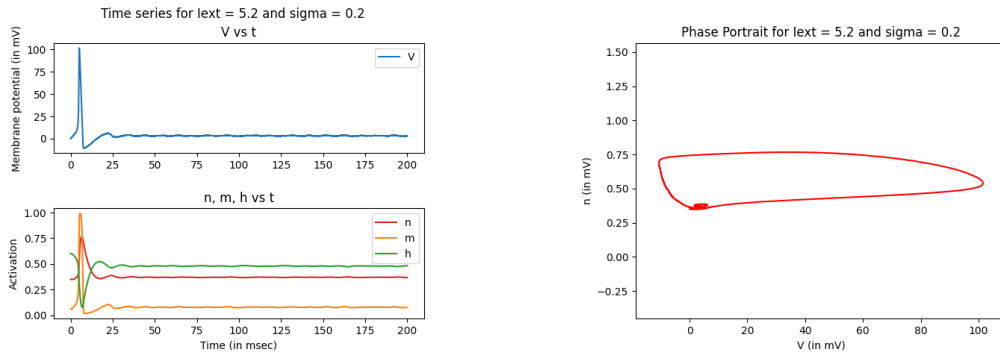 Time series for Iext = 5.2 and sigma = 0.2
V vs t
Membrane potential (in mV)
100
75
50
25
0
V
0 25 50 75 100 125 150 175 200
n, m, h vs t
Activation
1.00
0.75
0.50
0.25
0.00
n
m
h
0 25 50 75 100 125 150 175 200
Time (in msec)
Phase Portrait for Iext = 5.2 and sigma = 0.2
n (in mV)
1.50
1.25
1.00
0.75
0.50
0.25
0.00
−0.25
0 20 40 60 80 100
V (in mV)